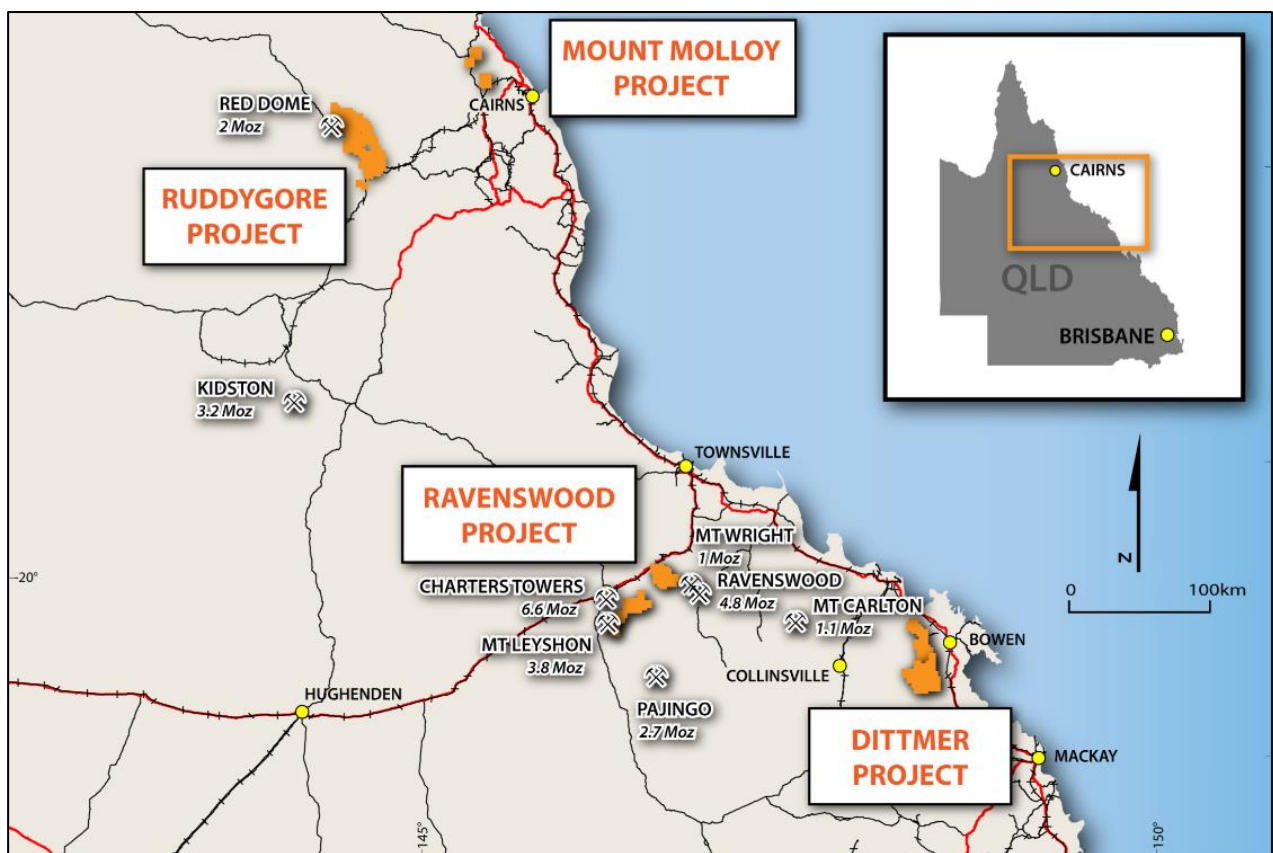 MOUNT MOLLOY
PROJECT
CAIRNS
RED DOME
2 Moz
RUDDYGORE
PROJECT
CAIRNS
QLD
BRISBANE
KIDSTON
3.2 Moz
TOWNSVILLE
RAVENSWOOD
PROJECT
MT WRIGHT
1 Moz
CHARTERS TOWERS
6.6 Moz
RAVENSWOOD
4.8 Moz
MT CARLTON
1.1 Moz
MT LEYSHON
3.8 Moz
COLLINSVILLE
BOWEN
PAJINGO
2.7 Moz
HUGHENDEN
DITTMER
PROJECT
MACKAY
20°
145°
150°
N
0
100km